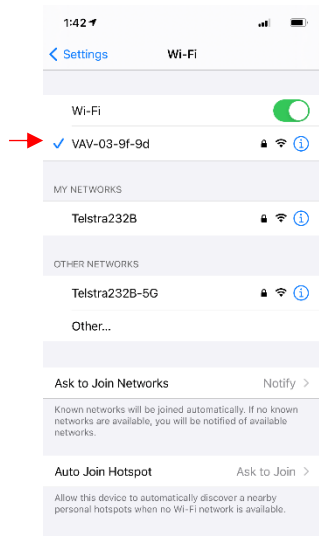 1:42
Settings
Wi-Fi
Wi-Fi
VAV-03-9f-9d
MY NETWORKS
Telstra232B
OTHER NETWORKS
Telstra232B-5G
Other...
Ask to Join Networks Notify
Known networks will be joined automatically. If no known
networks are available, you will be notified of available
networks.
Auto Join Hotspot Ask to Join
Allow this device to automatically discover a nearby
personal hotspots when no Wi-Fi network is available.